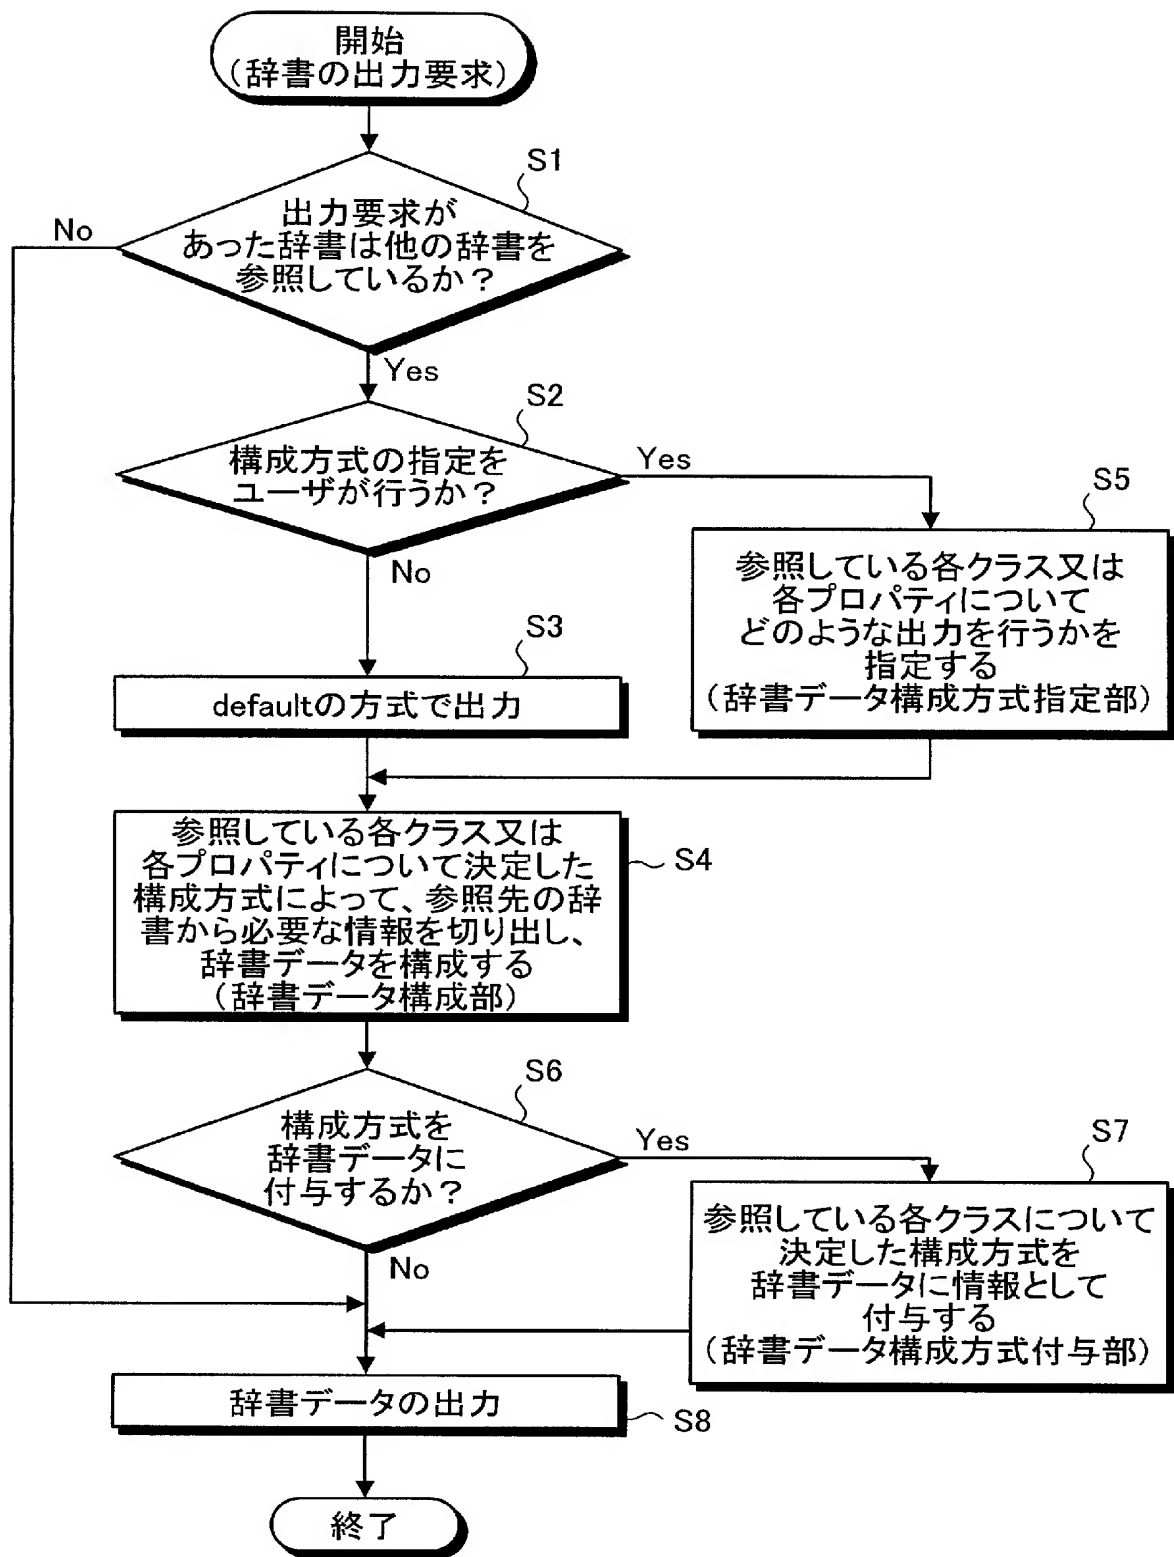 開始
(辞書の出力要求)
S1
出力要求が
あった辞書は他の辞書を
参照しているか?
No
Yes
S2
構成方式の指定を
ユーザが行うか?
Yes
No
S5
参照している各クラス又は
各プロパティについて
どのような出力を行うかを
指定する
(辞書データ構成方式指定部)
S3
defaultの方式で出力
参照している各クラス又は
各プロパティについて決定した
構成方式によって、参照先の辞
書から必要な情報を切り出し、
辞書データを構成する
(辞書データ構成部)
S4
S6
構成方式を
辞書データに
付与するか?
Yes
No
S7
参照している各クラスについて
決定した構成方式を
辞書データに情報として
付与する
(辞書データ構成方式付与部)
辞書データの出力
S8
終了